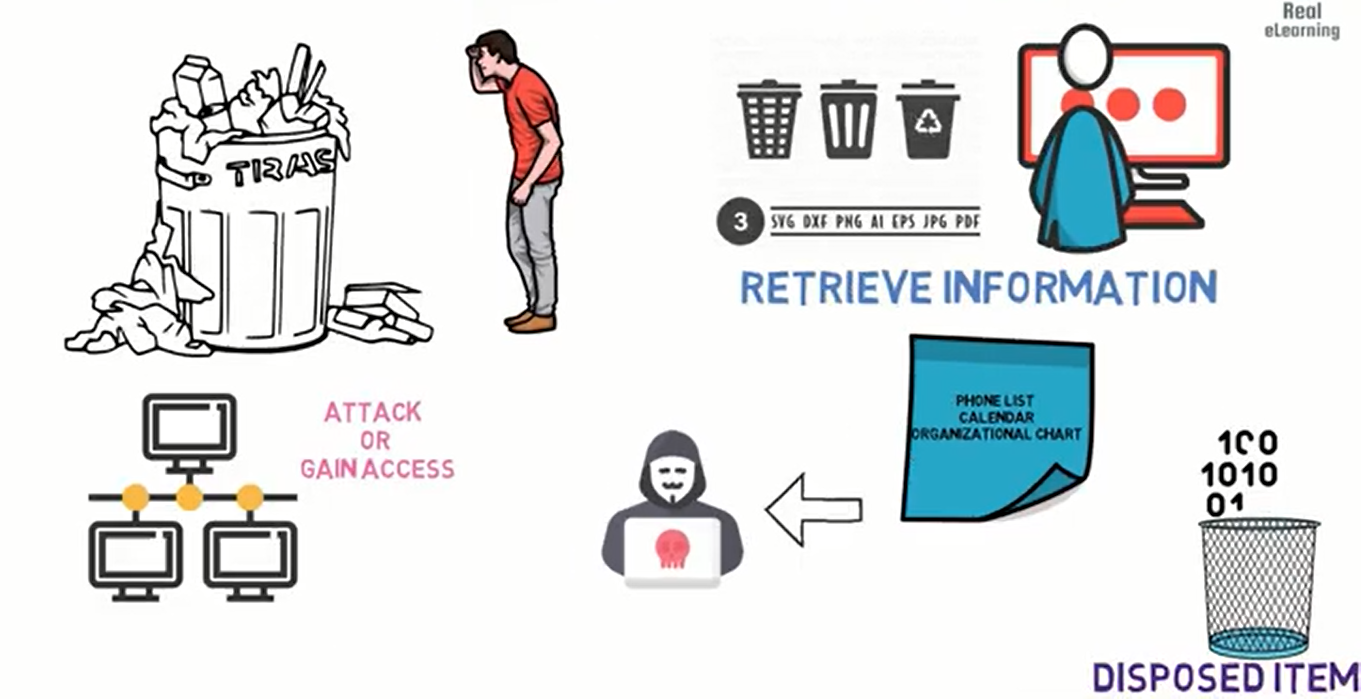 Real
eLearning
TRAS
3
SVG DXF PNG AI EPS JPG PDF
RETRIEVE INFORMATION
PHONE LIST
CALENDAR
ORGANIZATIONAL CHART
ATTACK
OR
GAIN ACCESS
100
1010
01
DISPOSED ITEM